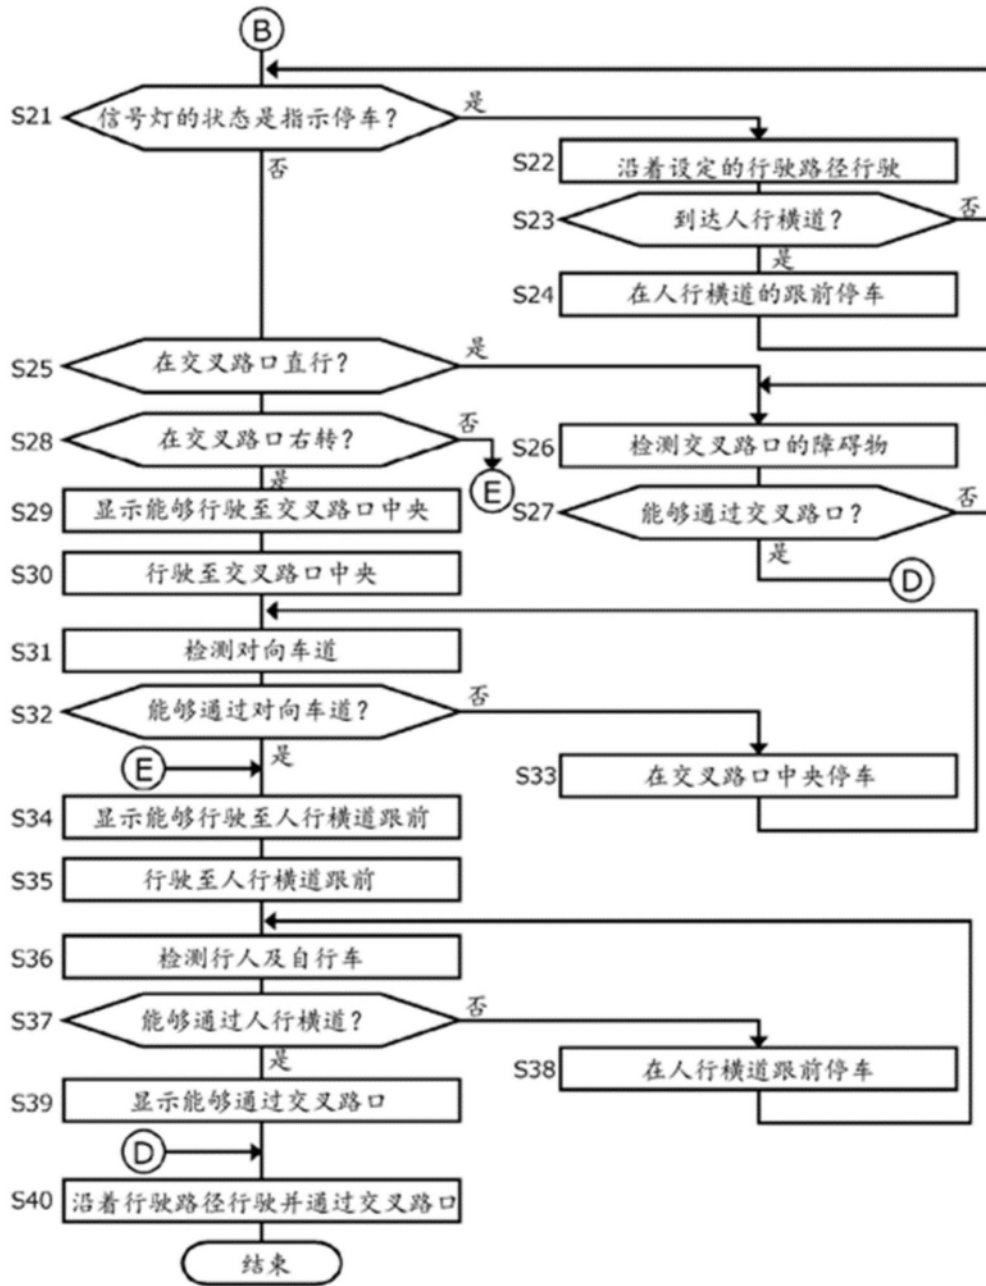 B
S21
信号灯的状态是指示停车?
是
否
S22
沿着设定的行驶路径行驶
S23
到达人行横道?
否
是
S24
在人行横道的跟前停车
S25
在交叉路口直行?
是
S28
在交叉路口右转?
否
是
E
S26
检测交叉路口的障碍物
S27
能够通过交叉路口?
否
是
D
S29
显示能够行驶至交叉路口中央
S30
行驶至交叉路口中央
S31
检测对向车道
S32
能够通过对向车道?
否
是
S33
在交叉路口中央停车
E
S34
显示能够行驶至人行横道跟前
S35
行驶至人行横道跟前
S36
检测行人及自行车
S37
能够通过人行横道?
否
是
S38
在人行横道跟前停车
S39
显示能够通过交叉路口
D
S40
沿着行驶路径行驶并通过交叉路口
结束